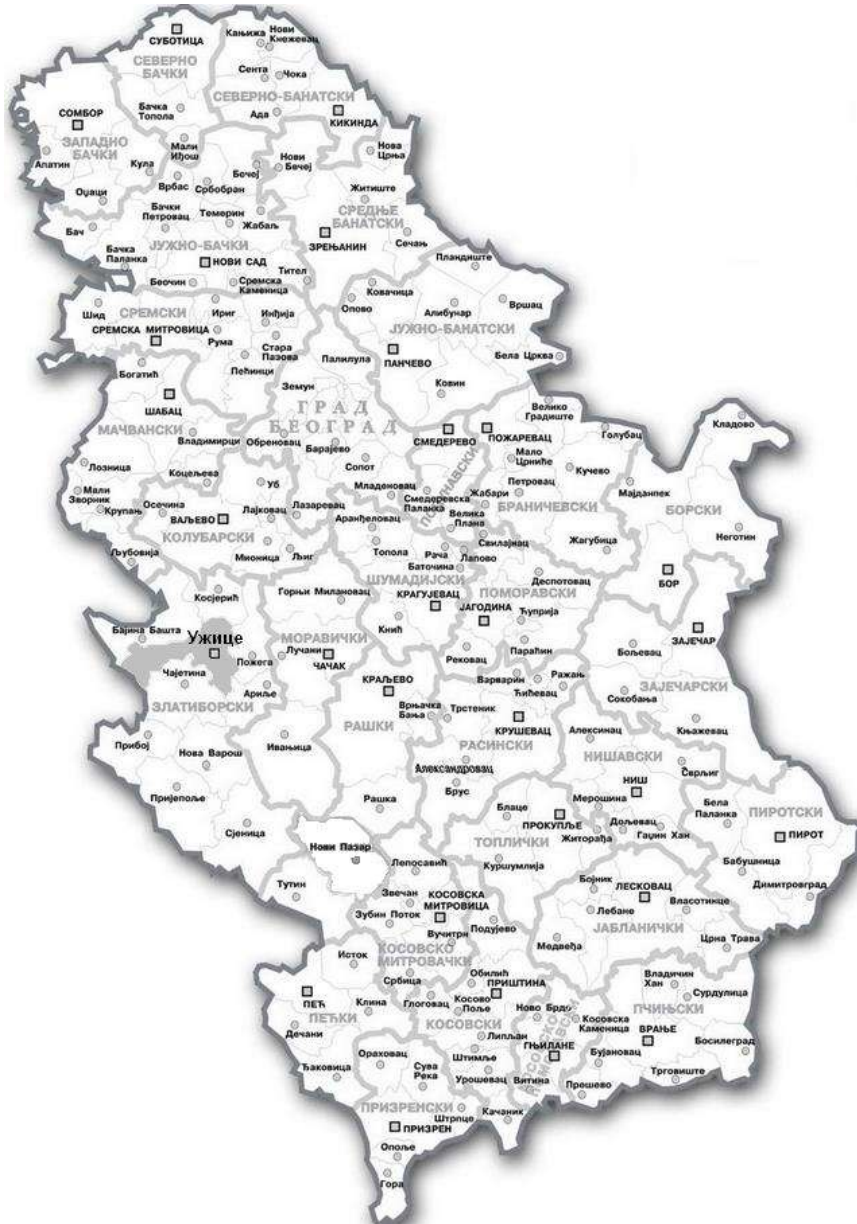 СУБОТИЦА
Кањижа
Нови
Кнежевац
СЕВЕРНО
БАЧКИ
Сента
Чока
СЕВЕРНО-БАНАТСКИ
Бачка
Топола
Ада
КИКИНДА
СОМБОР
ЗАПАДНО
БАЧКИ
Апатин
Мали
Иђош
Нова
Црња
Кула
Бечеј
Нови
Бечеј
Врбас
Србобран
Житиште
Оџаци
Бачки
Петровац
Темерин
Жабаљ
СРЕДЊЕ
БАНАТСКИ
Бач
ЗРЕЊАНИН
Сечањ
ЈУЖНО-БАЧКИ
Бачка
Паланка
НОВИ САД
Пландиште
Беочин
Сремска
Каменица
Тител
Ковачица
Опово
Алибунар
Вршац
Шид
СРЕМСКИ
Ириг
Инђија
СРЕМСКА МИТРОВИЦА
Рума
Стара
Пазова
ЈУЖНО-БАНАТСКИ
ПАНЧЕВО
Бела Црква
Палилула
Пећинци
Богатић
Земун
Ковин
ШАБАЦ
ГРАД
БЕОГРАД
Велико
Градиште
МАЧВАНСКИ
Владимирци
Обреновац
СМЕДЕРЕВО
ПОЖАРЕВАЦ
Голубац
Кладово
Барајево
Мало
Црниће
Лозница
Коцељева
Сопот
Кучево
Мали
Зворник
Уб
Младеновац
Петровац
Мајданпек
Смедеревска
Паланка
Жабари
БРАНИЧЕВСКИ
БОРСКИ
Крупањ
Осечина
Лајковац
Лазаревац
Велика
Плана
ВАЉЕВО
Аранђеловац
Неготин
КОЛУБАРСКИ
Свилајнац
Жагубица
Љубовија
Мионица
Љиг
Топола
Рача
Лапово
Баточина
БОР
ШУМАДИЈСКИ
Деспотовац
Косјерић
Горњи Милановац
КРАГУЈЕВАЦ
ПОМОРАВСКИ
ЈАГОДИНА
Ћуприја
ЗАЈЕЧАР
Бајина Башта
Ужице
МОРАВИЧКИ
Кнић
Параћин
Бољевац
Пожега
Лучани
ЧАЧАК
Рековац
Чајетина
КРАЉЕВО
Варварин
Ражањ
Ћићевац
Ариље
Сокобања
ЗАЈЕЧАРСКИ
ЗЛАТИБОРСКИ
Врњачка
Бања
Трстеник
КРУШЕВАЦ
Књажевац
РАШКИ
Прибој
Нова Варош
Ивањица
РАСИНСКИ
Алексинац
НИШАВСКИ
Александровац
Сврљиг
Пријепоље
Брус
НИШ
Мерошина
Рашка
Блаце
Бела
Паланка
ПИРОТСКИ
ПРОКУПЉЕ
Дољевац
Сјеница
Житорађа
Гаџин Хан
ПИРОТ
ТОПЛИЧКИ
Нови Пазар
Лепосавић
Куршумлија
Бабушница
Тутин
Звечан
Бојник
ЛЕСКОВАЦ
Димитровград
КОСОВСКА
МИТРОВИЦА
Зубин Поток
Лебане
Власотинце
Вучитрн
Подујево
ЈАБЛАНИЧКИ
Медвеђа
Црна Трава
КОСОВСКО
МИТРОВАЧКИ
Исток
Србица
Обилић
Владичин
Хан
Сурдулица
ПЕЋ
ПРИШТИНА
ПЕЋКИ
Клина
Глоговац
Косово
Поље
Ново Брдо
ПЧИЊСКИ
КОСОВСКИ
Косовска
Каменица
ВРАЊЕ
Дечани
Липљан
ГЊИЛАНЕ
Босилеград
Ораховац
Штимље
Бујановац
Ђаковица
Сува
Река
Урошевац
Витина
Трговиште
Прешево
ПРИЗРЕНСКИ
Штрпце
Качаник
ПРИЗРЕН
Опоље
Гора